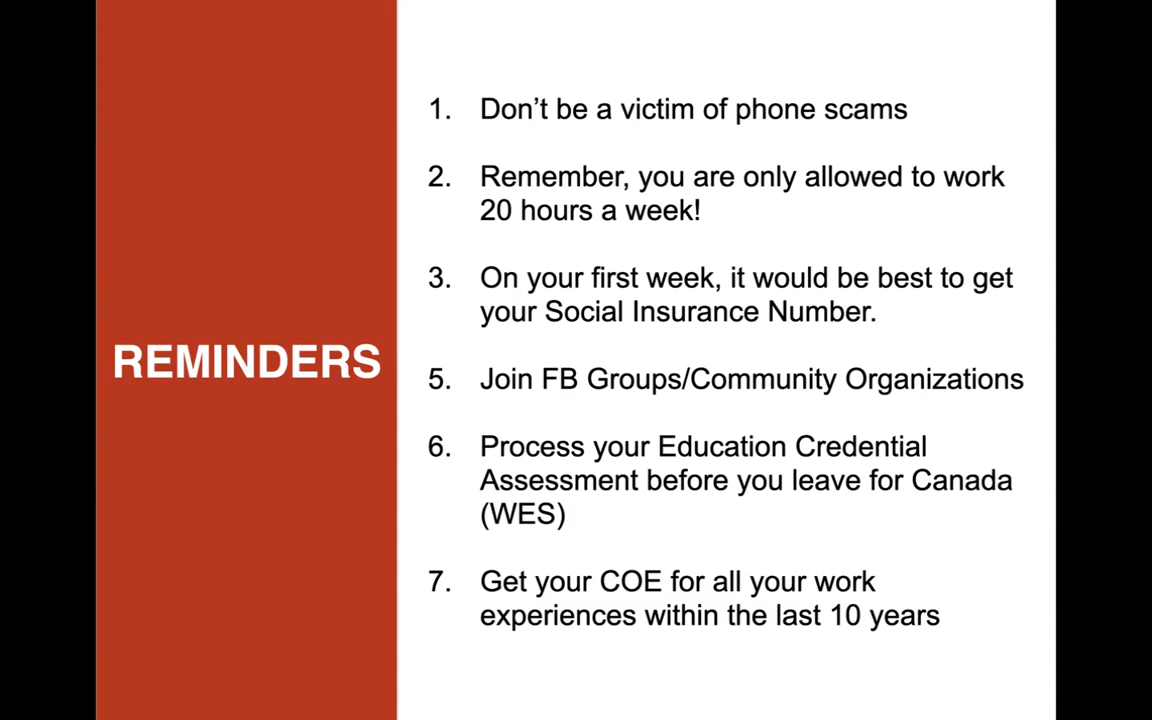 REMINDERS
1. Don’t be a victim of phone scams
2. Remember, you are only allowed to work
20 hours a week!
3. On your first week, it would be best to get
your Social Insurance Number.
5. Join FB Groups/Community Organizations
6. Process your Education Credential
Assessment before you leave for Canada
(WES)
7. Get your COE for all your work
experiences within the last 10 years